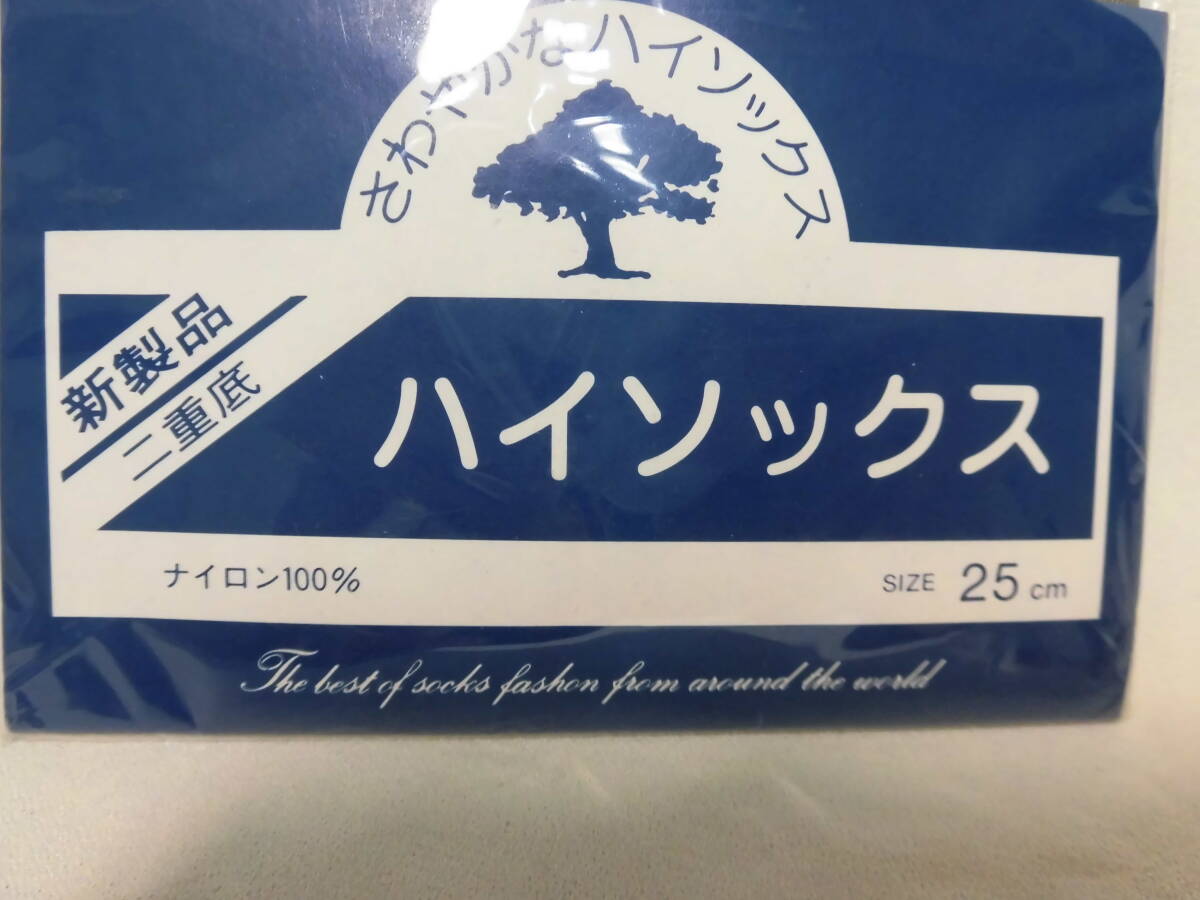 さわやかなハイソックス
新製品
二重底
ハイソックス
ナイロン100%
SIZE 25cm
The best of socks fashon from around the world